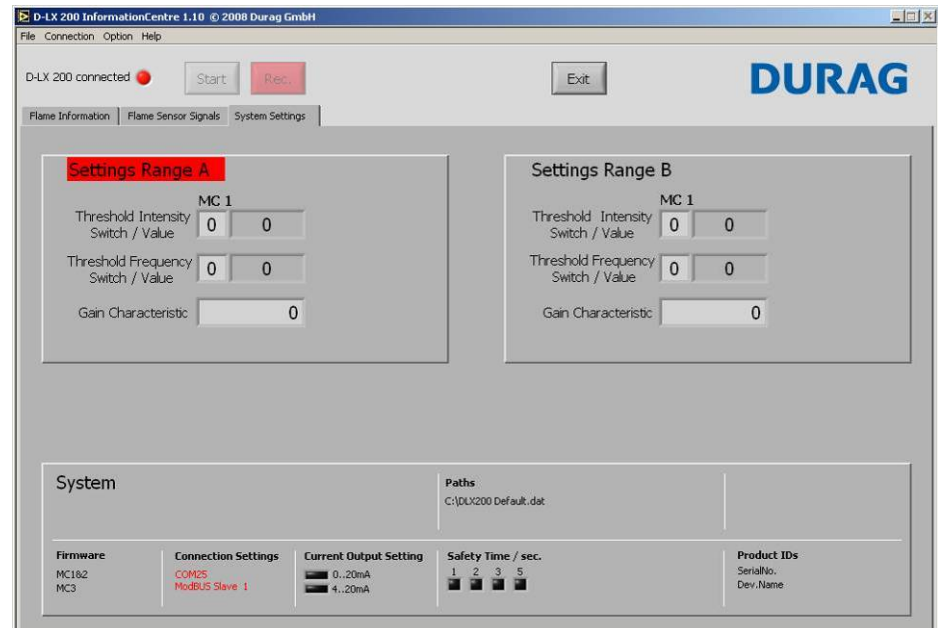 D-LX 200 InformationCentre 1.10 © 2008 Durag GmbH
File Connection Option Help
D-LX 200 connected Start Rec. Exit DURAG
Flame Information Flame Sensor Signals System Settings
Settings Range A
MC 1
Threshold Intensity
Switch / Value 0 0
Threshold Frequency
Switch / Value 0 0
Gain Characteristic 0
Settings Range B
MC 1
Threshold Intensity
Switch / Value 0 0
Threshold Frequency
Switch / Value 0 0
Gain Characteristic 0
System
Paths
C:\DLX200 Default.dat
Firmware
MC1&2
MC3
Connection Settings
COM25
ModBUS Slave 1
Current Output Setting
0..20mA
4..20mA
Safety Time / sec.
1 2 3 5
Product IDs
SerialNo.
Dev.Name